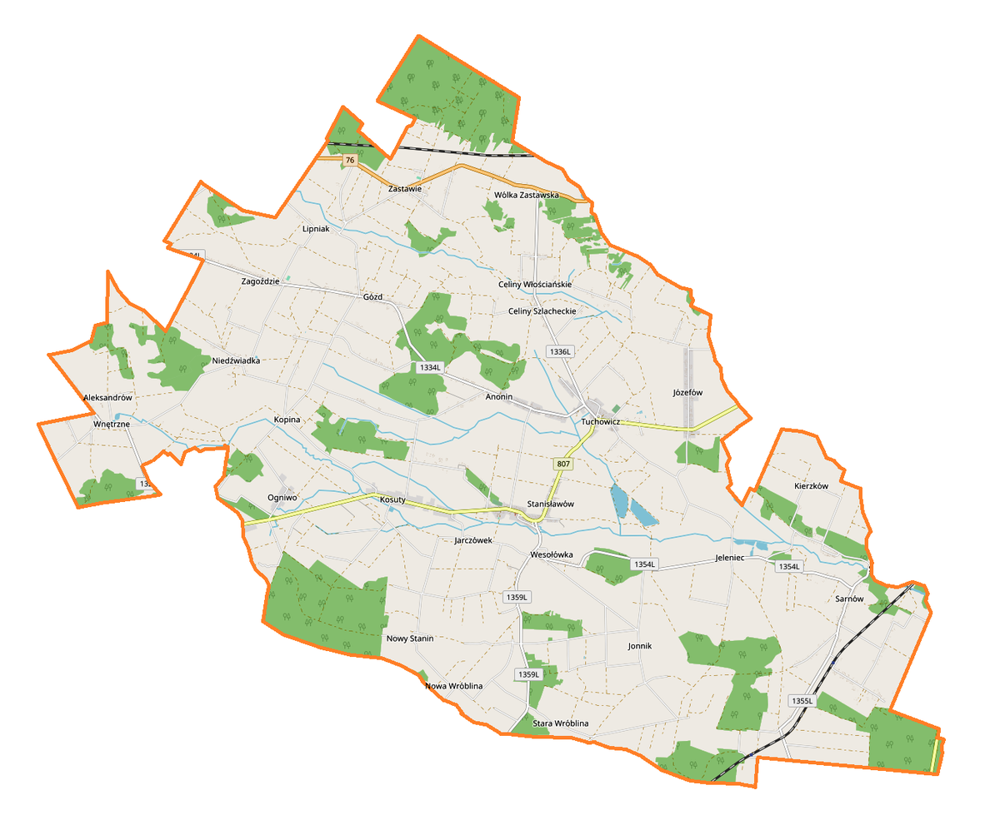 76
Zastawie
Wólka Zastawska
Lipniak
Zagoździe
Celiny Włościańskie
Gózd
Celiny Szlacheckie
1336L
Niedźwiadka
1334L
Józefów
Aleksandrów
Anonin
Kopina
Tuchowicz
Wnętrzne
807
Kierzków
Ogniwo
Kosuty
Stanisławów
Jarczówek
Wesołówka
Jeleniec
1354L
1354L
1359L
Sarnów
Nowy Stanin
Jonnik
1359L
Nowa Wróblina
1355L
Stara Wróblina